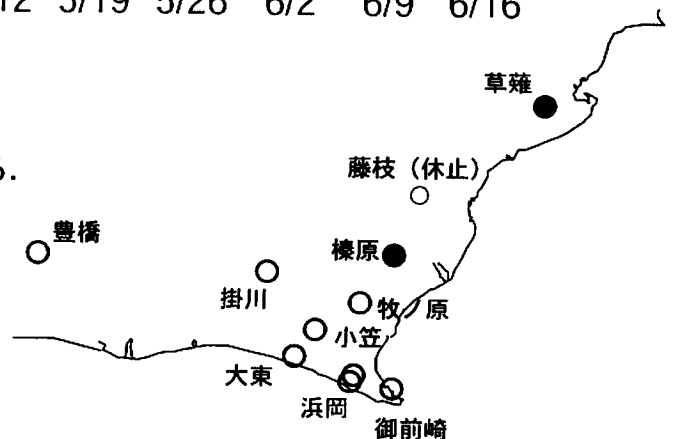 5/19 5/26 6/2 6/9 6/16
草薙
藤枝（休止）
豊橋
榛原
掛川
牧ノ原
小笠
大東
浜岡
御前崎